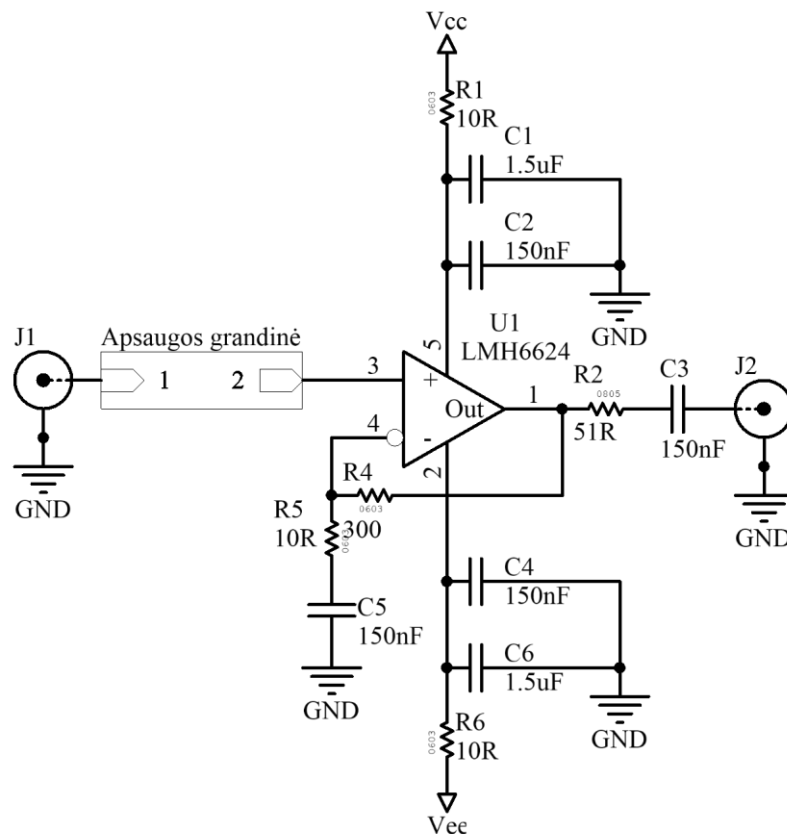 Vcc
R1
0603
10R
C1
1.5uF
C2
150nF
GND
J1
Apsaugos grandinė
1
2
3
5
U1
LMH6624
+
4
-
Out
1
2
R2
0805
51R
C3
150nF
J2
GND
GND
R4
0603
300
R5
0603
10R
C5
150nF
GND
C4
150nF
C6
1.5uF
GND
R6
0603
10R
Vee